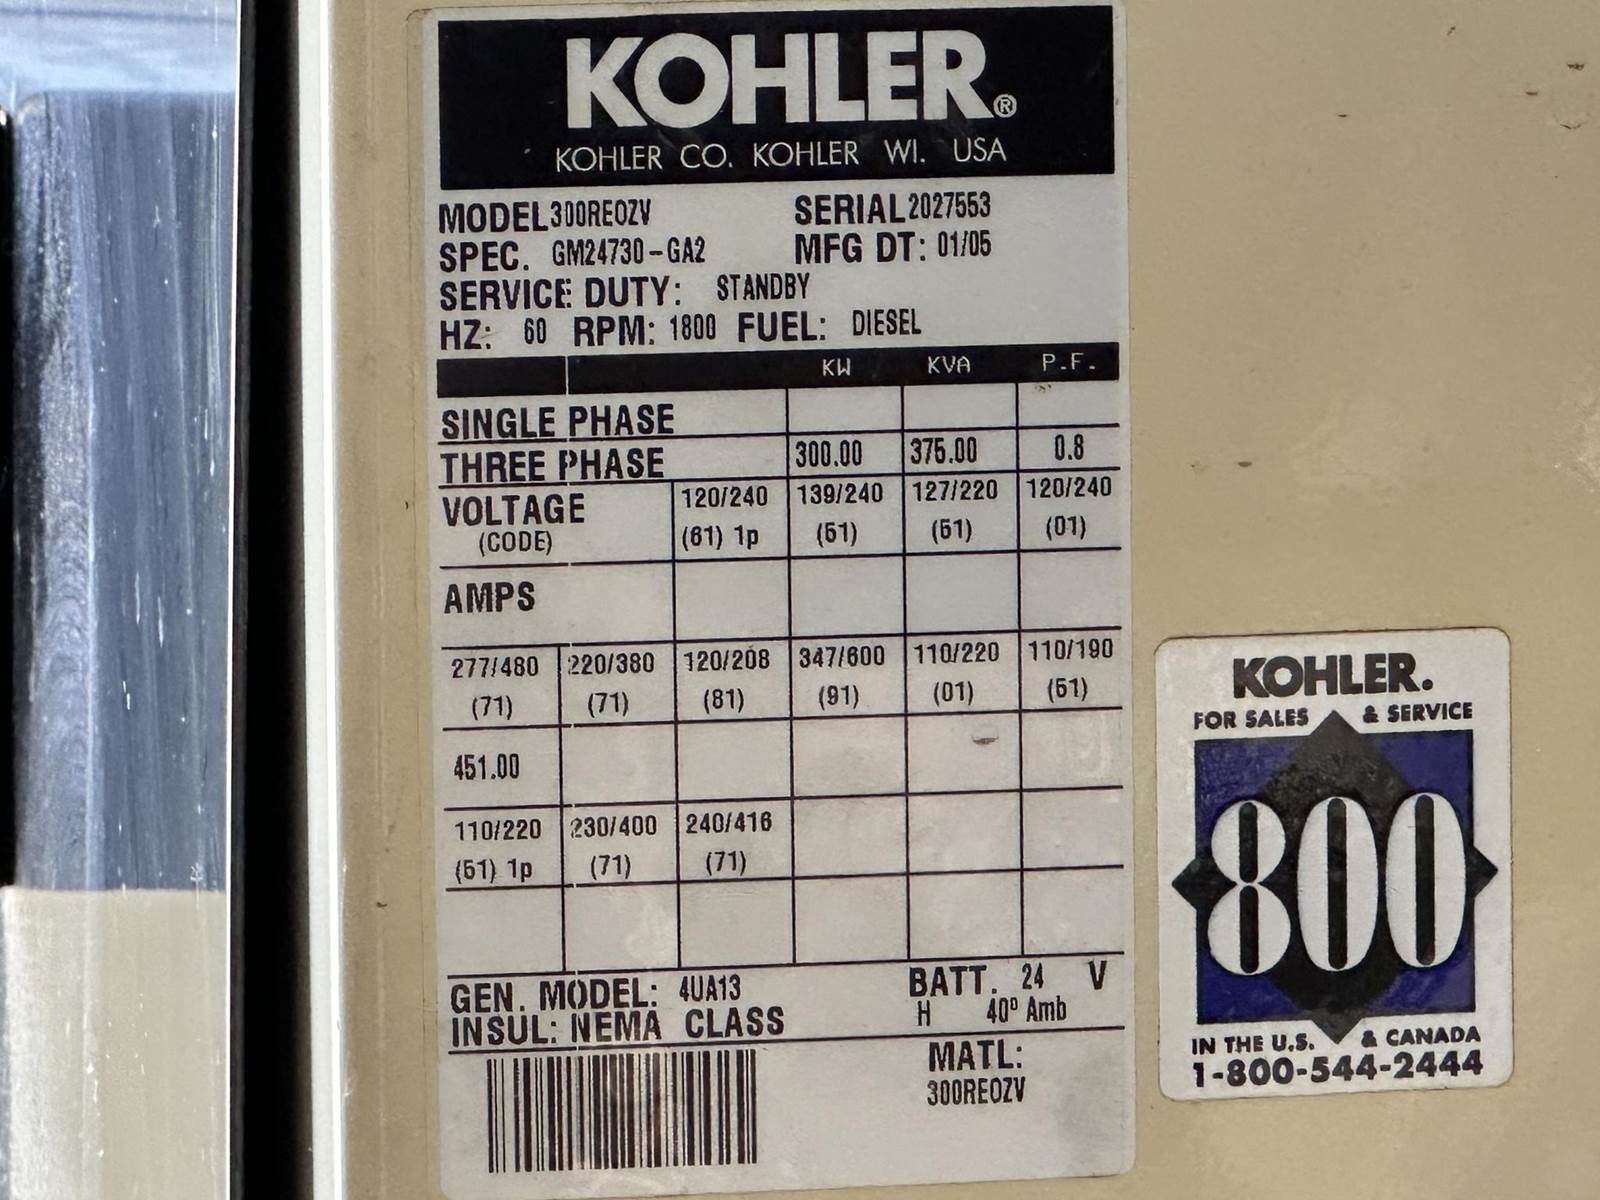 KOHLER®
KOHLER CO. KOHLER WI. USA
MODEL 300REOZV SERIAL 2027553
SPEC. GM24730-GA2 MFG DT: 01/05
SERVICE DUTY: STANDBY
HZ: 60 RPM: 1800 FUEL: DIESEL
KW KVA P.F.
SINGLE PHASE
THREE PHASE 300.00 375.00 0.8
VOLTAGE 120/240 139/240 127/220 120/240
(CODE) (61) 1p (51) (61) (01)
AMPS
277/480 220/380 120/208 347/600 110/220 110/190
(71) (71) (81) (91) (01) (61)
451.00
110/220 230/400 240/416
(61) 1p (71) (71)
GEN. MODEL: 4UA13 BATT. 24 V
INSUL: NEMA CLASS H 40º Amb
MATL:
300REOZV
KOHLER.
FOR SALES & SERVICE
800
IN THE U.S. & CANADA
1-800-544-2444